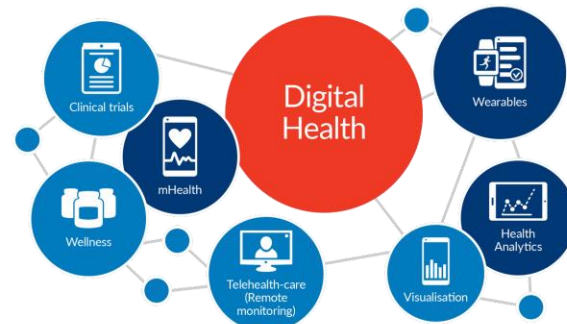 Digital
Health
Clinical trials
Wearables
mHealth
Wellness
Health
Analytics
Telehealth-care
(Remote
monitoring)
Visualisation